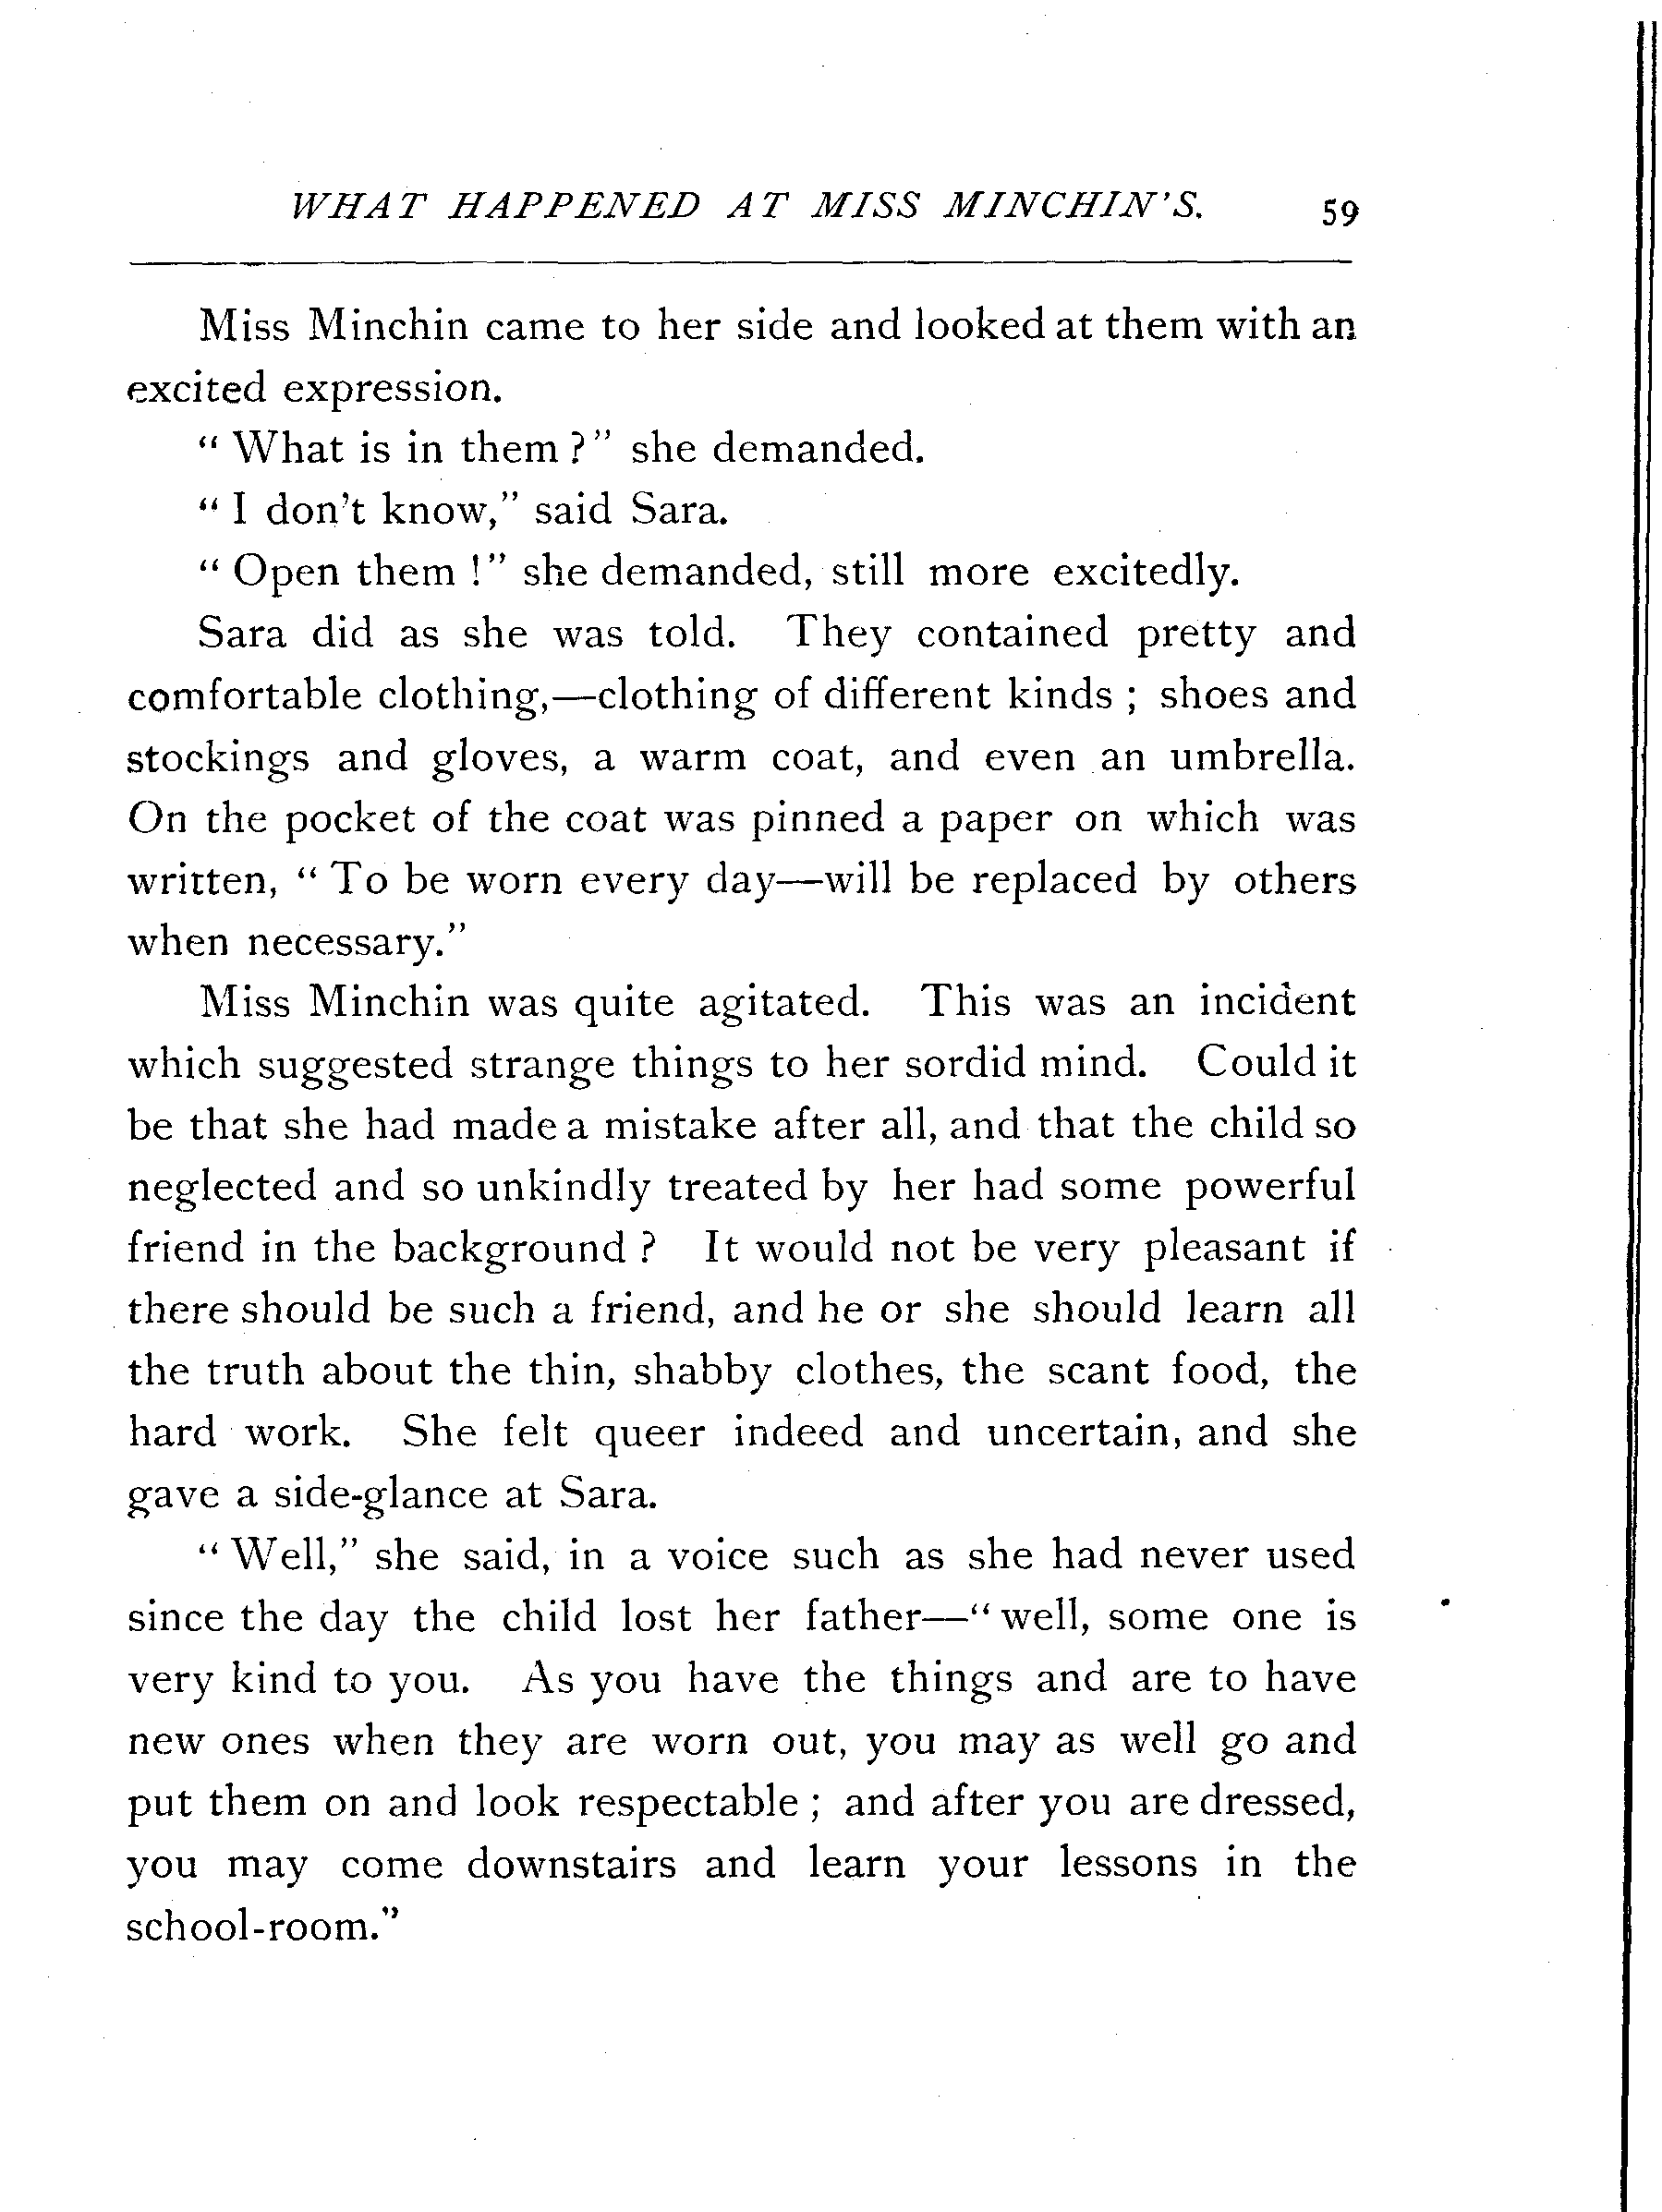 WHAT HAPPENED AT MISS MINCHIN'S. 59
Miss Minchin came to her side and looked at them with an
excited expression.
" What is in them ?" she demanded.
" I don't know," said Sara.
" Open them !" she demanded, still more excitedly.
Sara did as she was told. They contained pretty and
comfortable clothing,—clothing of different kinds ; shoes and
stockings and gloves, a warm coat, and even an umbrella.
On the pocket of the coat was pinned a paper on which was
written, " To be worn every day—will be replaced by others
when necessary."
Miss Minchin was quite agitated. This was an incident
which suggested strange things to her sordid mind. Could it
be that she had made a mistake after all, and that the child so
neglected and so unkindly treated by her had some powerful
friend in the background ? It would not be very pleasant if
there should be such a friend, and he or she should learn all
the truth about the thin, shabby clothes, the scant food, the
hard work. She felt queer indeed and uncertain, and she
gave a side-glance at Sara.
" Well," she said, in a voice such as she had never used
since the day the child lost her father—" well, some one is
very kind to you. As you have the things and are to have
new ones when they are worn out, you may as well go and
put them on and look respectable ; and after you are dressed,
you may come downstairs and learn your lessons in the
school-room."